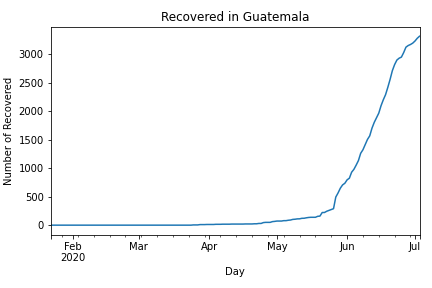 Recovered in Guatemala
Number of Recovered
3000
2500
2000
1500
1000
500
0
Feb
2020
Mar
Apr
May
Jun
Jul
Day